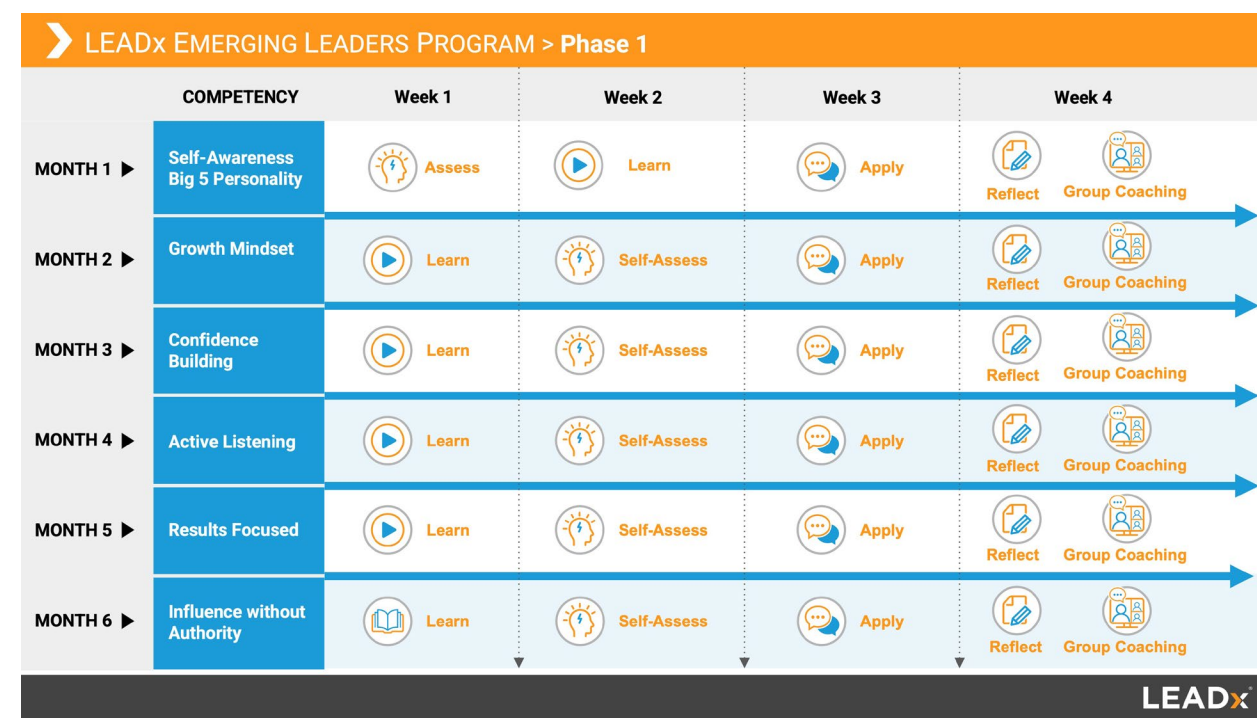 LEADx EMERGING LEADERS PROGRAM > Phase 1
COMPETENCY Week 1 Week 2 Week 3 Week 4
MONTH 1 ▶ Self-Awareness
Big 5 Personality
Assess Learn Apply Reflect Group Coaching
MONTH 2 ▶ Growth Mindset
Learn Self-Assess Apply Reflect Group Coaching
MONTH 3 ▶ Confidence
Building
Learn Self-Assess Apply Reflect Group Coaching
MONTH 4 ▶ Active Listening
Learn Self-Assess Apply Reflect Group Coaching
MONTH 5 ▶ Results Focused
Learn Self-Assess Apply Reflect Group Coaching
MONTH 6 ▶ Influence without
Authority
Learn Self-Assess Apply Reflect Group Coaching
LEADx